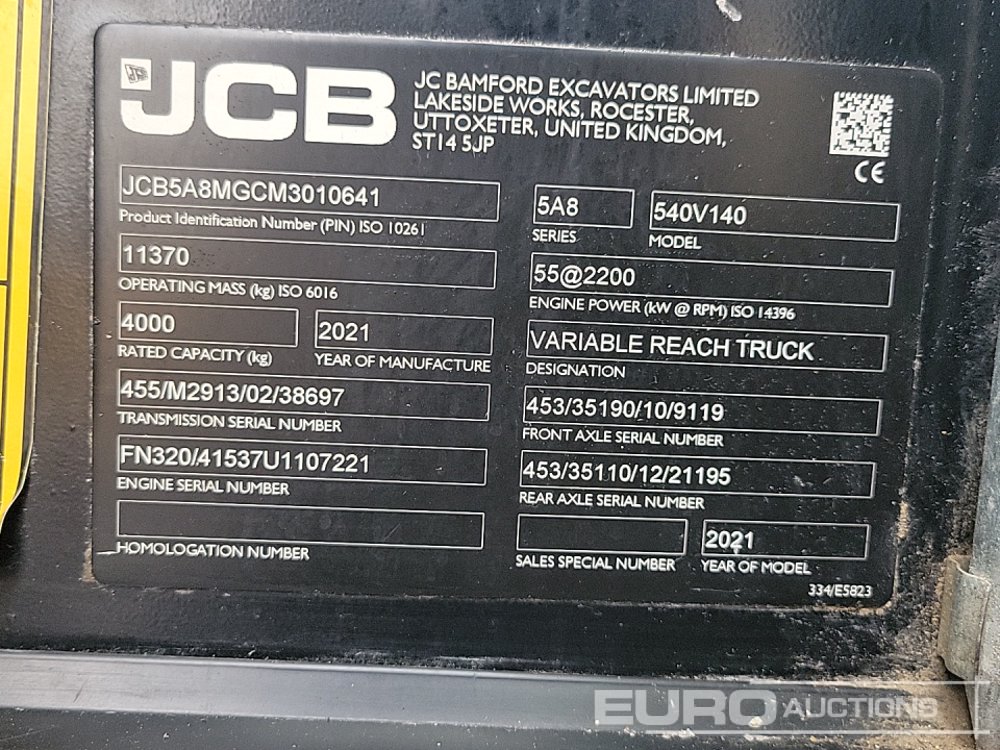 JCB
JC BAMFORD EXCAVATORS LIMITED
LAKESIDE WORKS, ROCESTER,
UTTOXETER, UNITED KINGDOM,
ST14 5JP
CE
JCB5A8MGCM3010641
Product Identification Number (PIN) ISO 10261
5A8
SERIES
540V140
MODEL
11370
OPERATING MASS (kg) ISO 6016
55@2200
ENGINE POWER (kW @ RPM) ISO 14396
4000
RATED CAPACITY (kg)
2021
YEAR OF MANUFACTURE
VARIABLE REACH TRUCK
DESIGNATION
455/M2913/02/38697
TRANSMISSION SERIAL NUMBER
453/35190/10/9119
FRONT AXLE SERIAL NUMBER
FN320/41537U1107221
ENGINE SERIAL NUMBER
453/35110/12/21195
REAR AXLE SERIAL NUMBER
HOMOLOGATION NUMBER
SALES SPECIAL NUMBER
2021
YEAR OF MODEL
334/E5823
EURO AUCTIONS